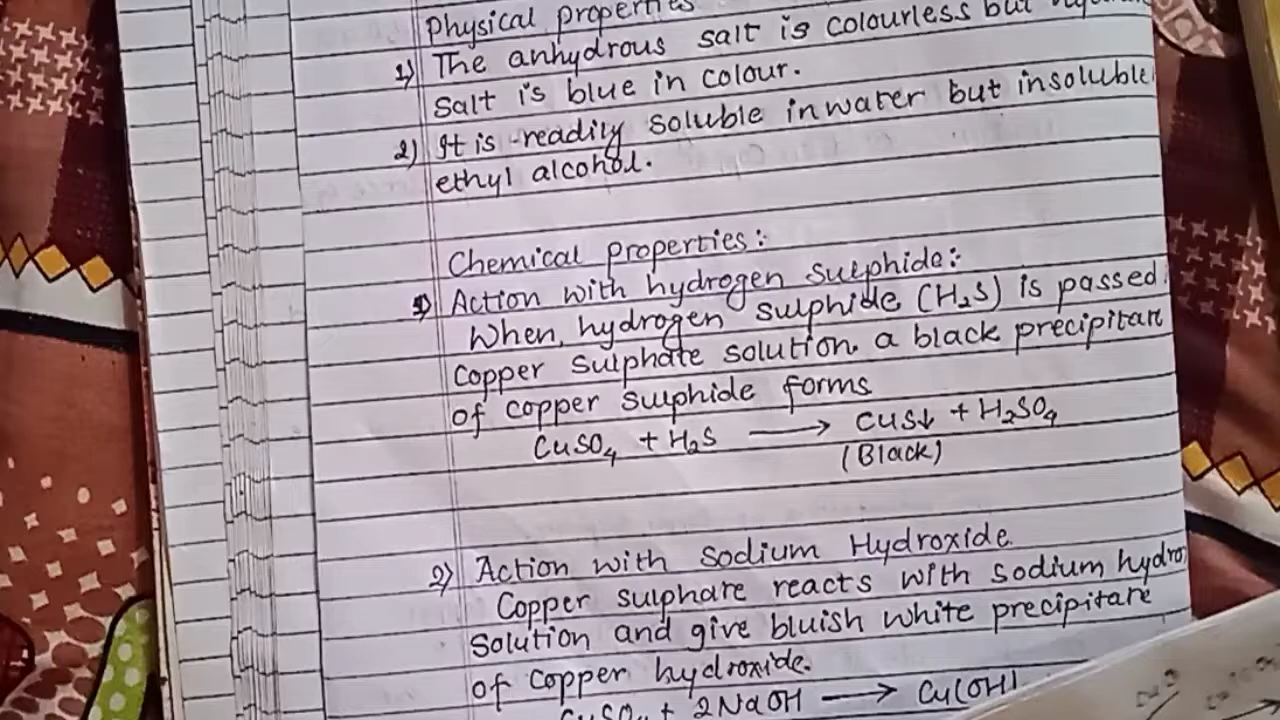 Physical properties
1) The anhydrous salt is colourless but
salt is blue in colour.
2) It is readily soluble in water but insoluble
ethyl alcohol.
Chemical properties:
1) Action with hydrogen sulphide:
When, hydrogen sulphide (H₂S) is passed
copper sulphate solution a black precipitate
of copper sulphide forms
CuSO₄ + H₂S ⟶ CuS↓ + H₂SO₄
(Black)
2) Action with sodium Hydroxide
Copper sulphate reacts with sodium hydro
solution and give bluish white precipitate
of copper hydroxide.
CuSO₄ + 2NaOH ⟶ Cu(OH)